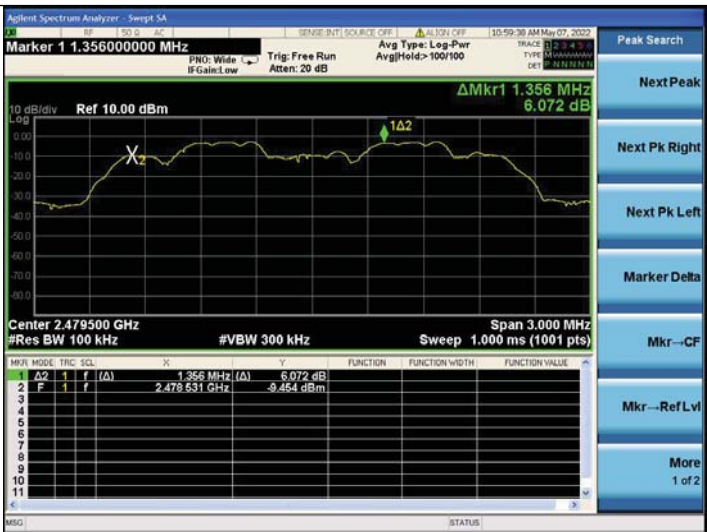 Agilent Spectrum Analyzer - Swept SA
RF 50 Ω AC SENSE:INT SOURCE OFF ALIGN OFF 10:59:38 AM May 07, 2022
Marker 1 1.356000000 MHz
PNO: Wide
IFGain:Low
Trig: Free Run
Atten: 20 dB
Avg Type: Log-Pwr
Avg|Hold:>100/100
TRACE 1 2 3 4 5 6
TYPE M
DET P N N N N N
Peak Search
Next Peak
Next Pk Right
Next Pk Left
Marker Delta
Mkr→CF
Mkr→Ref Lvl
More
1 of 2
ΔMkr1 1.356 MHz
6.072 dB
10 dB/div Ref 10.00 dBm
Log
0.00
-10.0
-20.0
-30.0
-40.0
-50.0
-60.0
-70.0
-80.0
1Δ2
X2
Center 2.479500 GHz Span 3.000 MHz
#Res BW 100 kHz #VBW 300 kHz Sweep 1.000 ms (1001 pts)
MKR MODE TRC SCL X Y FUNCTION FUNCTION WIDTH FUNCTION VALUE
1 Δ2 1 f (Δ) 1.356 MHz (Δ) 6.072 dB
2 F 1 f 2.478 531 GHz -9.454 dBm
3
4
5
6
7
8
9
10
11
MSG STATUS